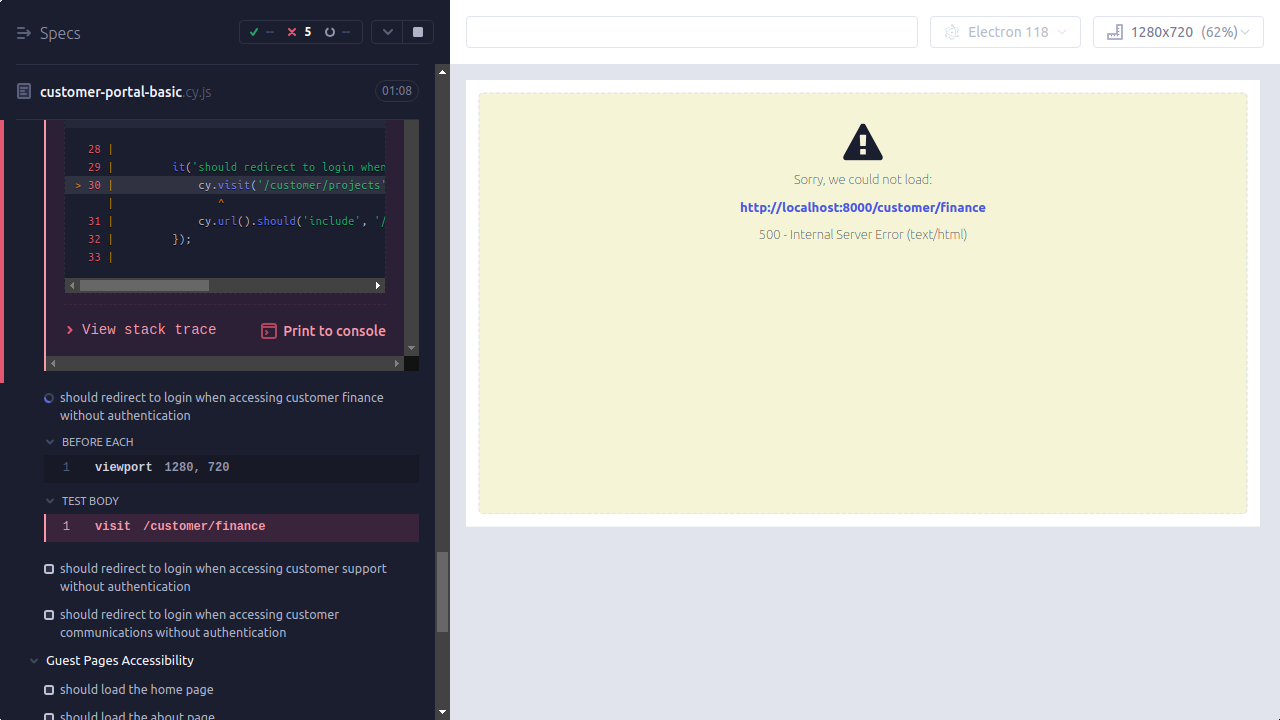 Specs
-- 5 --
customer-portal-basic.cy.js 01:08
28 |
29 | it('should redirect to login when
> 30 | cy.visit('/customer/projects'
| ^
31 | cy.url().should('include', '/
32 | });
33 |
View stack trace
Print to console
should redirect to login when accessing customer finance
without authentication
BEFORE EACH
1 viewport 1280, 720
TEST BODY
1 visit /customer/finance
should redirect to login when accessing customer support
without authentication
should redirect to login when accessing customer
communications without authentication
Guest Pages Accessibility
should load the home page
should load the about page
Electron 118
1280x720 (62%)
Sorry, we could not load:
http://localhost:8000/customer/finance
500 - Internal Server Error (text/html)